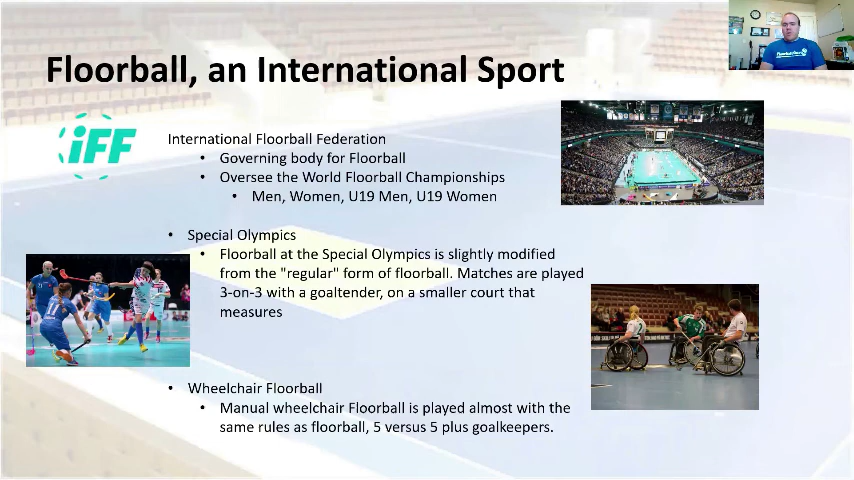 Floorball, an International Sport
iFF
International Floorball Federation
• Governing body for Floorball
• Oversee the World Floorball Championships
• Men, Women, U19 Men, U19 Women
• Special Olympics
• Floorball at the Special Olympics is slightly modified
from the "regular" form of floorball. Matches are played
3-on-3 with a goaltender, on a smaller court that
measures
• Wheelchair Floorball
• Manual wheelchair Floorball is played almost with the
same rules as floorball, 5 versus 5 plus goalkeepers.